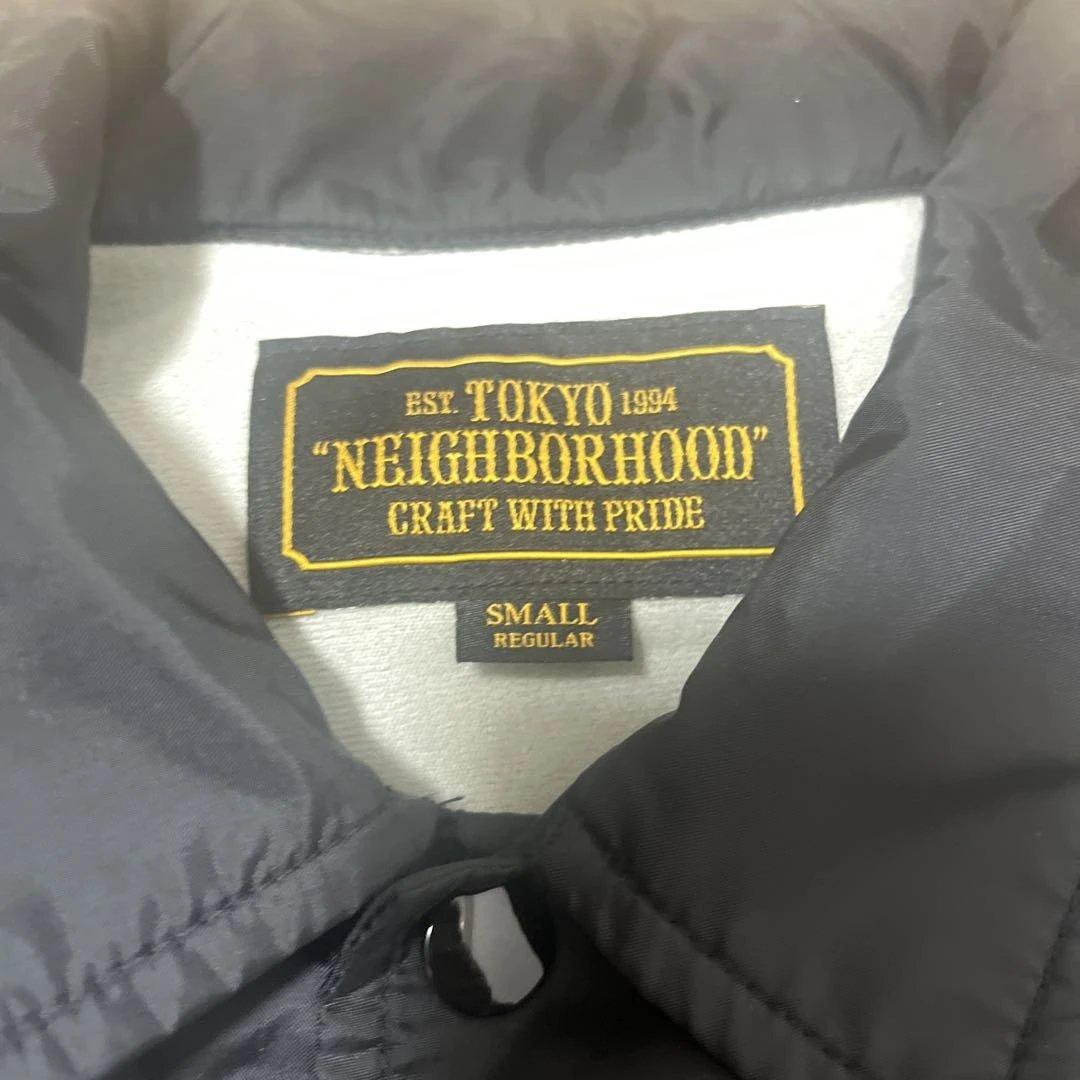 EST. TOKYO 1994
"NEIGHBORHOOD"
CRAFT WITH PRIDE
SMALL
REGULAR